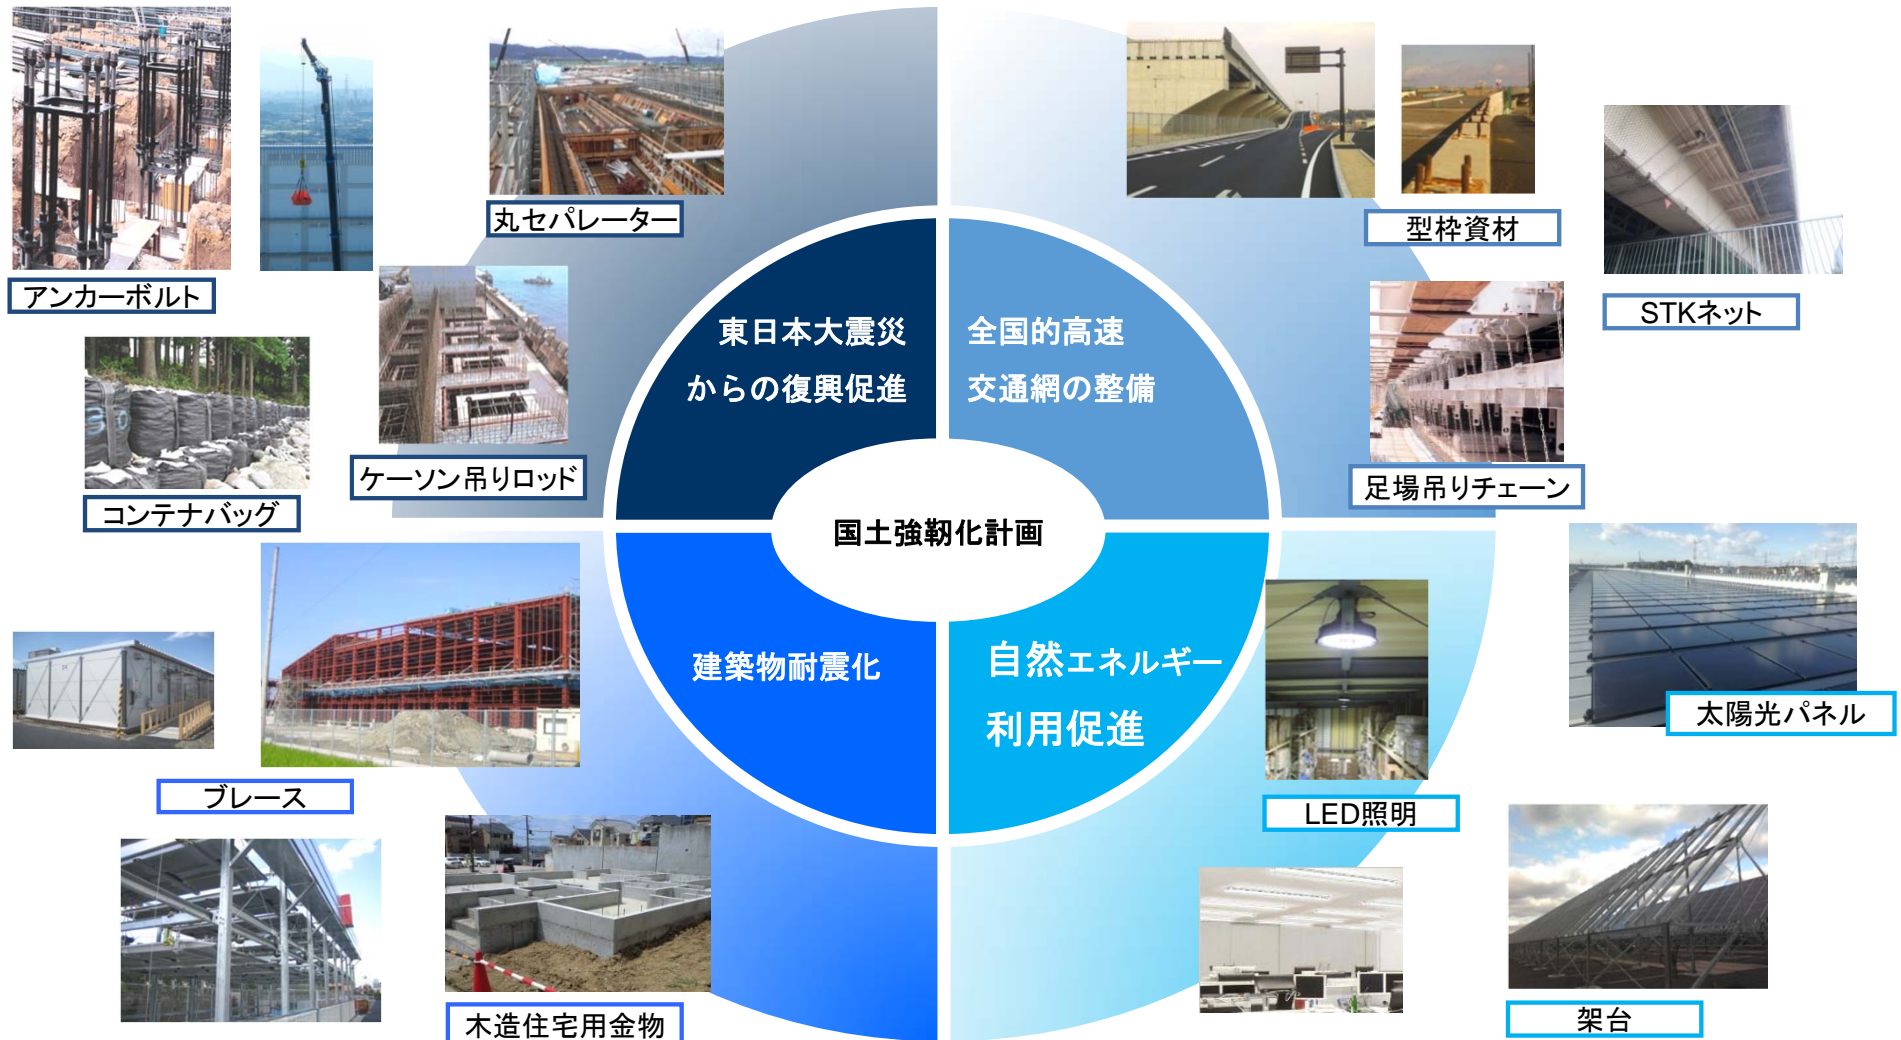 丸セパレーター
型枠資材
アンカーボルト
STKネット
東日本大震災
からの復興促進
全国的高速
交通網の整備
ケーソン吊りロッド
足場吊りチェーン
コンテナバッグ
国土強靭化計画
建築物耐震化
自然エネルギー
利用促進
太陽光パネル
ブレース
LED照明
木造住宅用金物
架台